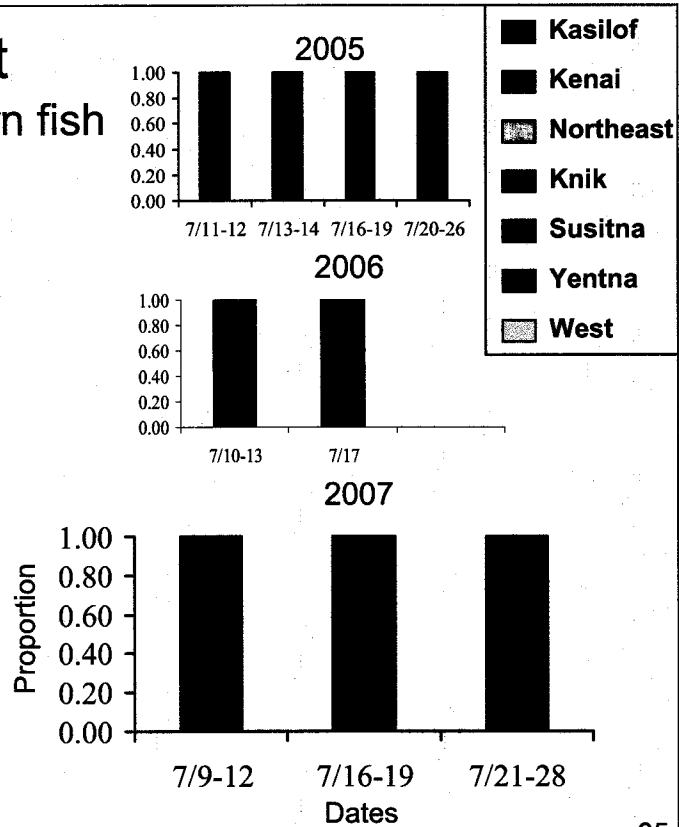 t
n fish
2005
1.00
0.80
0.60
0.40
0.20
0.00
7/11-12 7/13-14 7/16-19 7/20-26
2006
1.00
0.80
0.60
0.40
0.20
0.00
7/10-13 7/17
2007
Proportion
1.00
0.80
0.60
0.40
0.20
0.00
7/9-12 7/16-19 7/21-28
Dates
Kasilof
Kenai
Northeast
Knik
Susitna
Yentna
West